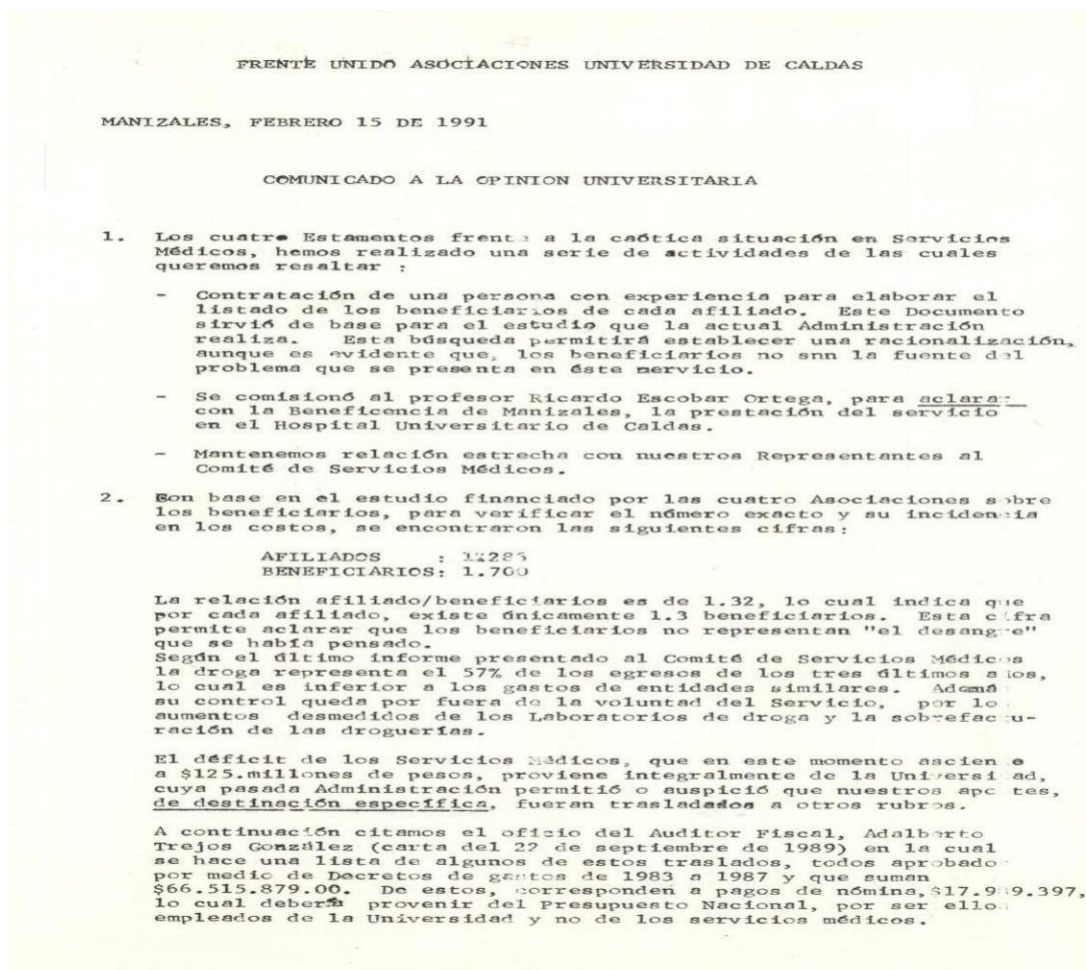 FRENTE UNIDO ASOCIACIONES UNIVERSIDAD DE CALDAS
MANIZALES, FEBRERO 15 DE 1991
COMUNICADO A LA OPINION UNIVERSITARIA
1. Los cuatro Estamentos frente a la caótica situación en Servicios
Médicos, hemos realizado una serie de actividades de las cuales
queremos resaltar :
- Contratación de una persona con experiencia para elaborar el
listado de los beneficiarios de cada afiliado. Este Documento
sirvió de base para el estudio que la actual Administración
realiza. Esta búsqueda permitirá establecer una racionalización,
aunque es evidente que, los beneficiarios no snn la fuente del
problema que se presenta en éste servicio.
- Se comisionó al profesor Ricardo Escobar Ortega, para aclarar
con la Beneficencia de Manizales, la prestación del servicio
en el Hospital Universitario de Caldas.
- Mantenemos relación estrecha con nuestros Representantes al
Comité de Servicios Médicos.
2. Con base en el estudio financiado por las cuatro Asociaciones sobre
los beneficiarios, para verificar el número exacto y su incidencia
en los costos, se encontraron las siguientes cifras:
AFILIADOS :
BENEFICIARIOS: 1.700
La relación afiliado/beneficiarios es de 1.32, lo cual indica que
por cada afiliado, existe únicamente 1.3 beneficiarios. Esta cifra
permite aclarar que los beneficiarios no representan "el desangre"
que se había pensado.
Según el último informe presentado al Comité de Servicios Médicos
la droga representa el 57% de los egresos de los tres últimos años,
lo cual es inferior a los gastos de entidades similares. Ademá
su control queda por fuera de la voluntad del Servicio, por lo
aumentos desmedidos de los Laboratorios de droga y la sobrefactu-
ración de las droguerías.
El déficit de los Servicios Médicos, que en este momento asciende
a $125.millones de pesos, proviene integralmente de la Universidad,
cuya pasada Administración permitió o auspició que nuestros aportes,
de destinación específica, fueran trasladados a otros rubros.
A continuación citamos el oficio del Auditor Fiscal, Adalberto
Trejos González (carta del 22 de septiembre de 1989) en la cual
se hace una lista de algunos de estos traslados, todos aprobado
por medio de Decretos de gastos de 1983 a 1987 y que suman
$66.515.879.00. De estos, corresponden a pagos de nómina,
lo cual debería provenir del Presupuesto Nacional, por ser ello
empleados de la Universidad y no de los servicios médicos.